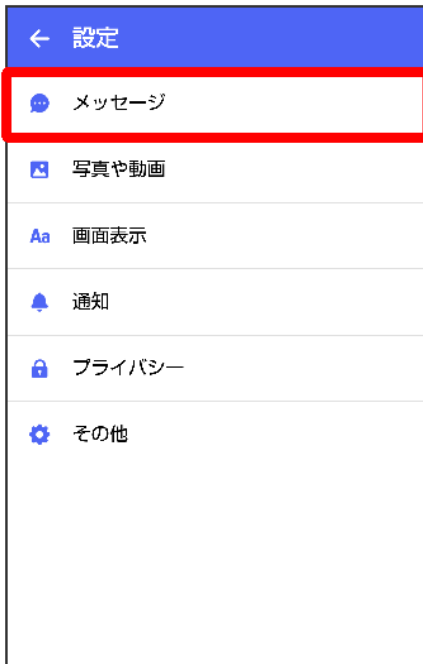 設定
メッセージ
写真や動画
Aa 画面表示
通知
プライバシー
その他